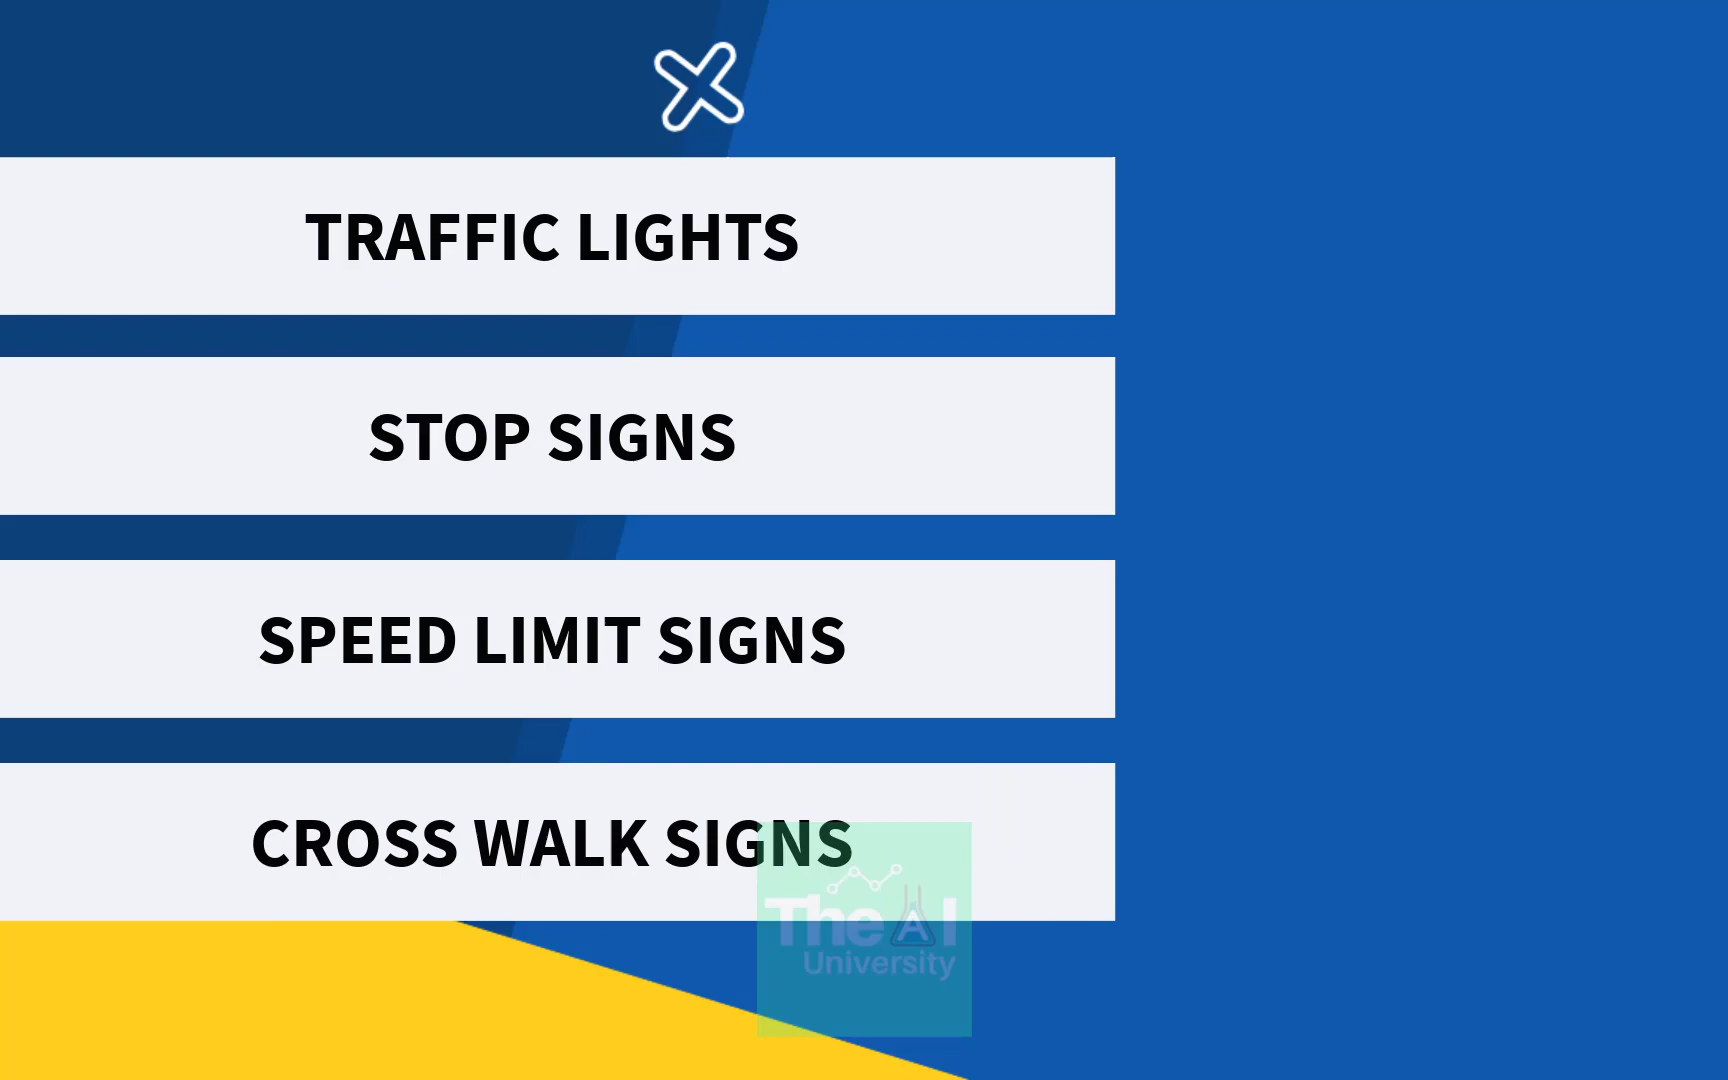 TRAFFIC LIGHTS
STOP SIGNS
SPEED LIMIT SIGNS
CROSS WALK SIGNS
The AI
University